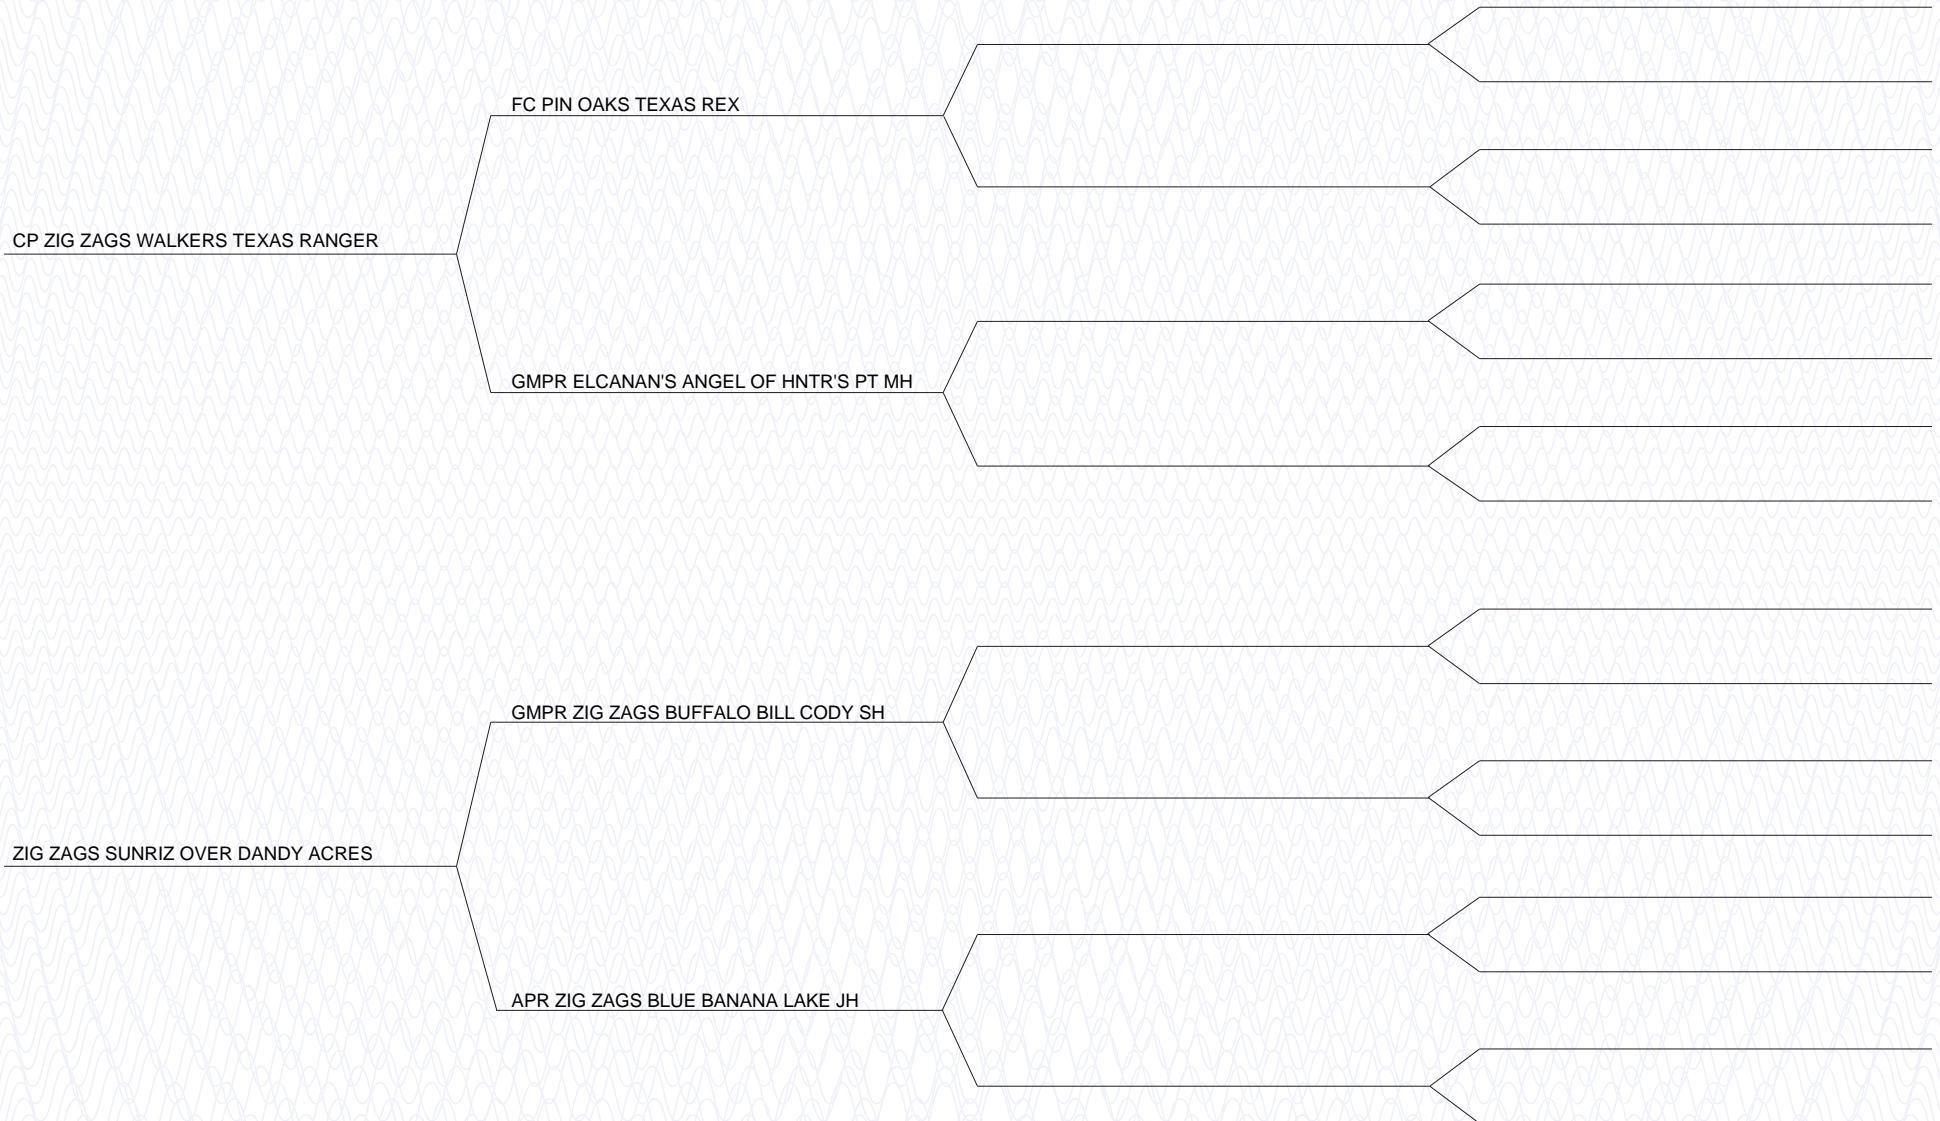 FC PIN OAKS TEXAS REX
CP ZIG ZAGS WALKERS TEXAS RANGER
GMPR ELCANAN'S ANGEL OF HNTR'S PT MH
GMPR ZIG ZAGS BUFFALO BILL CODY SH
ZIG ZAGS SUNRIZ OVER DANDY ACRES
APR ZIG ZAGS BLUE BANANA LAKE JH